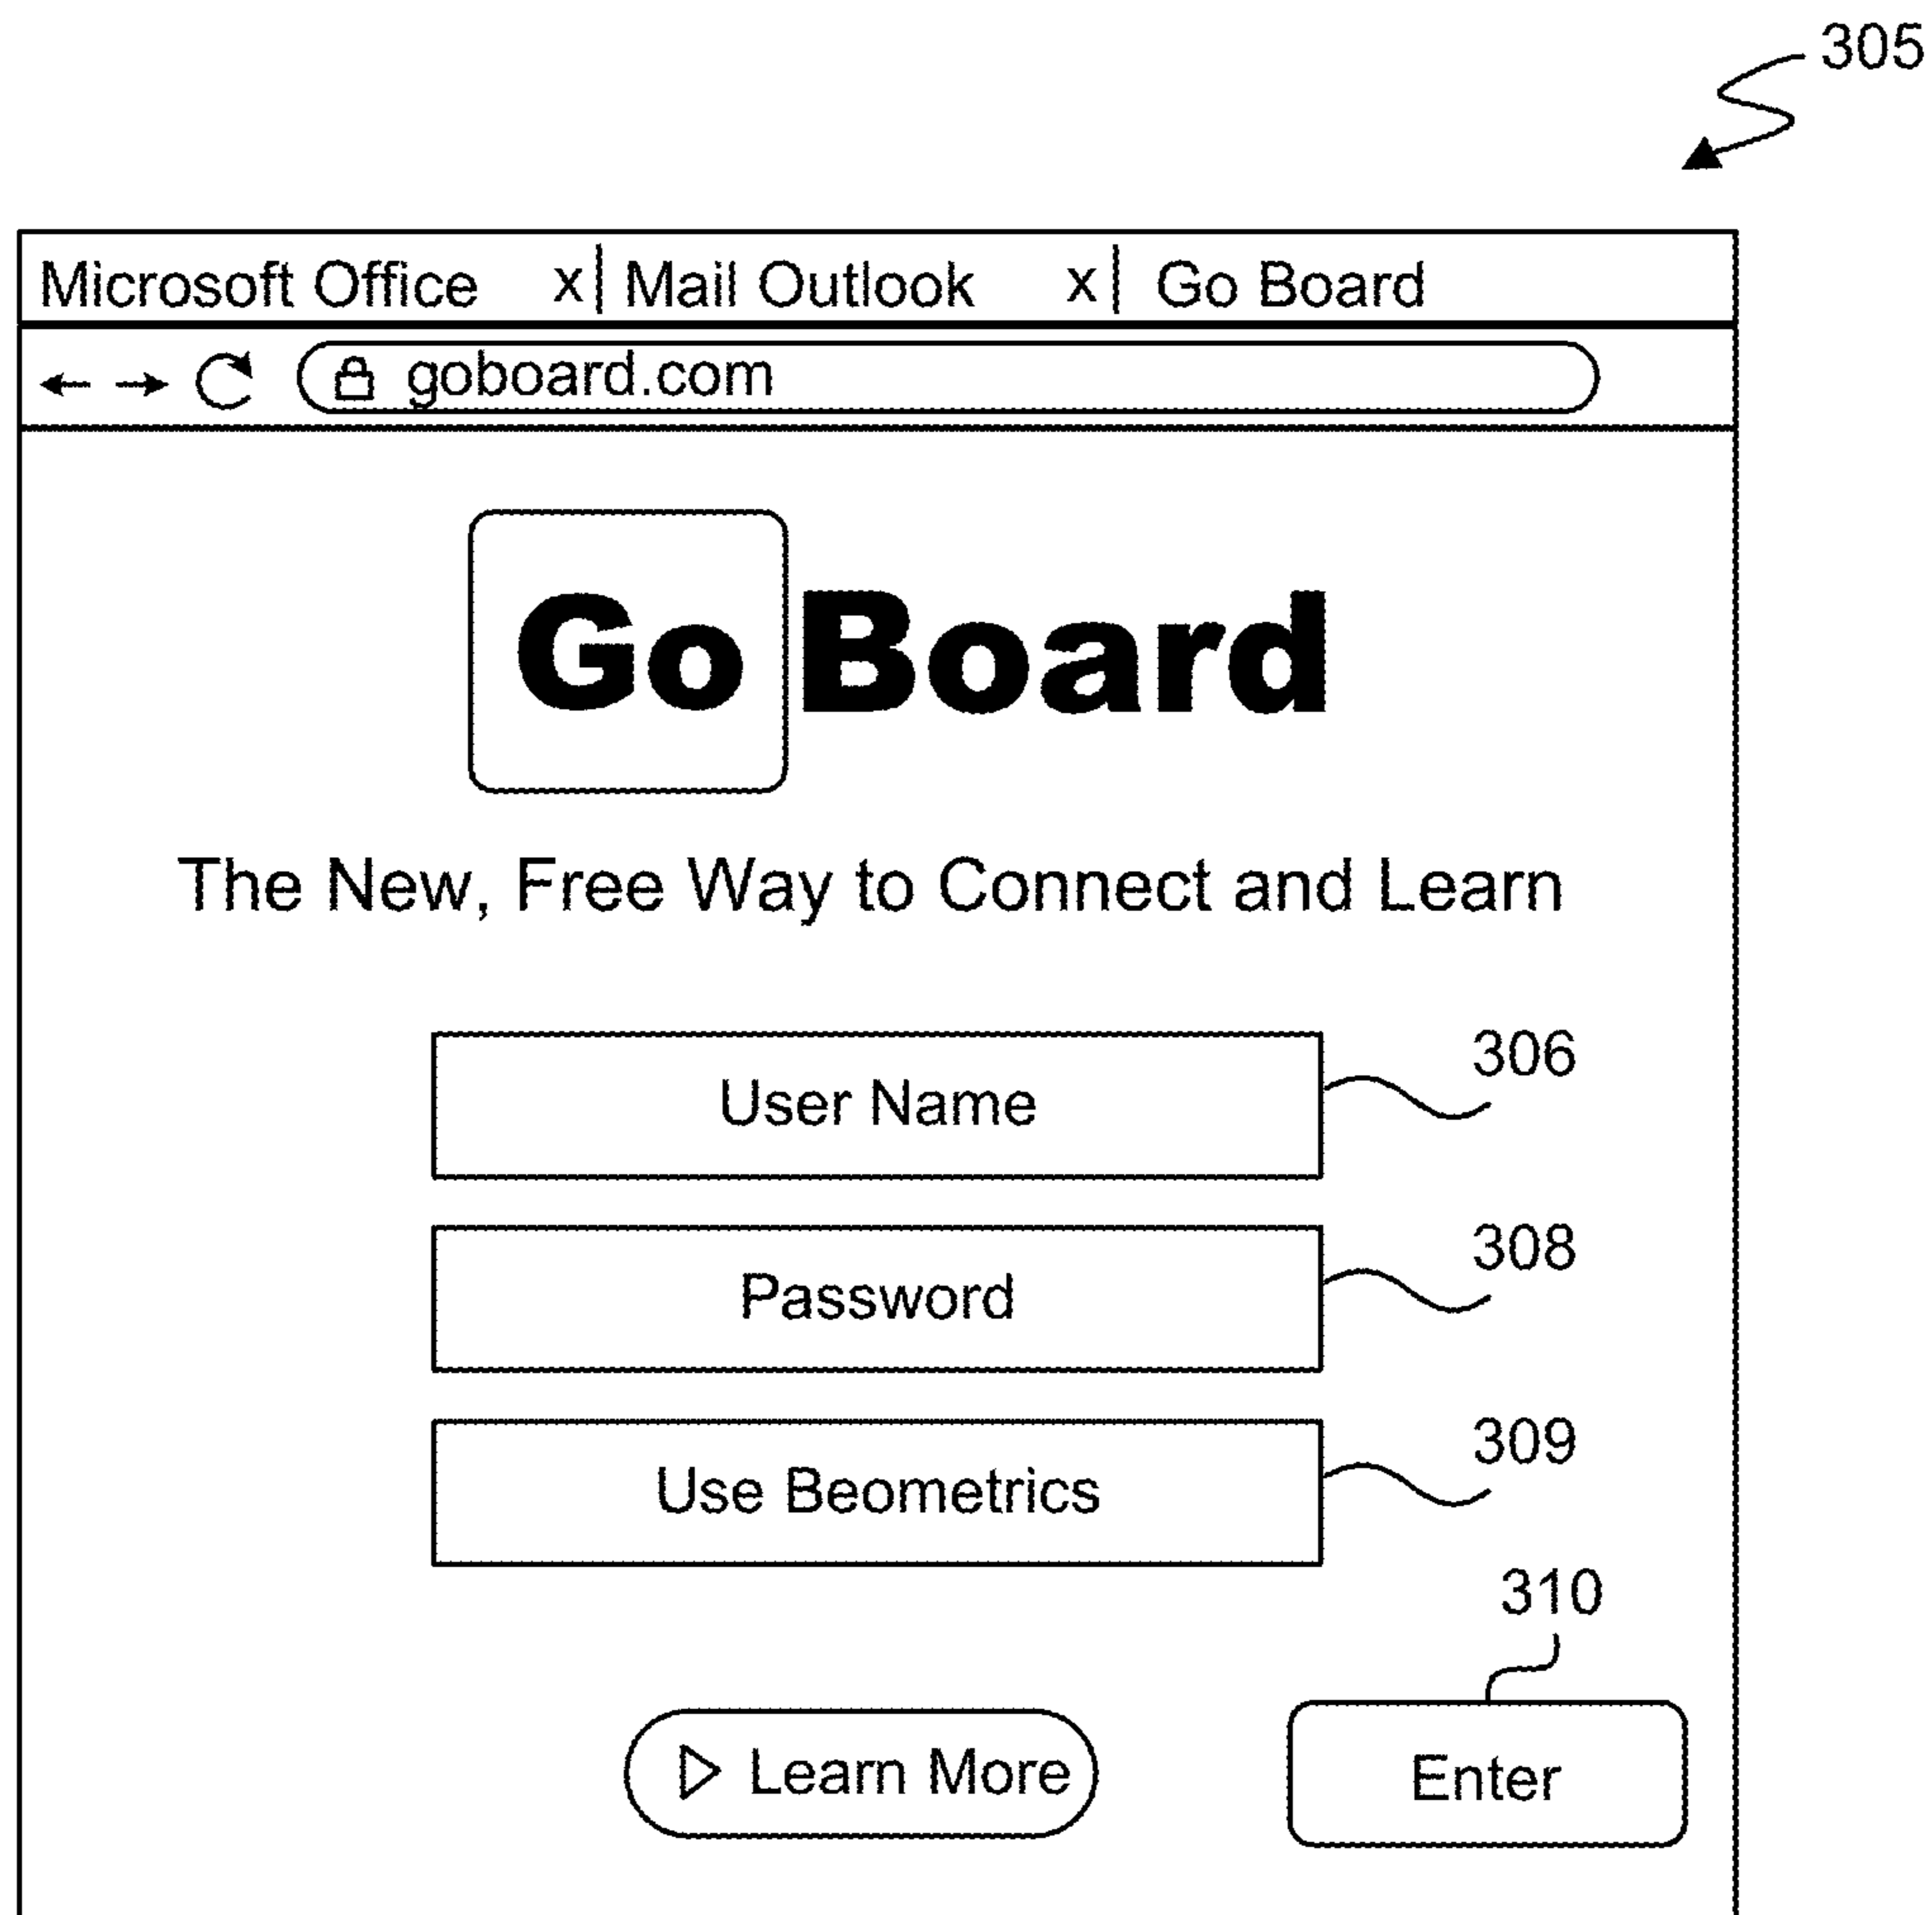 305
Microsoft Office x| Mail Outlook x| Go Board
goboard.com
Go Board
The New, Free Way to Connect and Learn
306
User Name
308
Password
309
Use Beometrics
310
Learn More
Enter